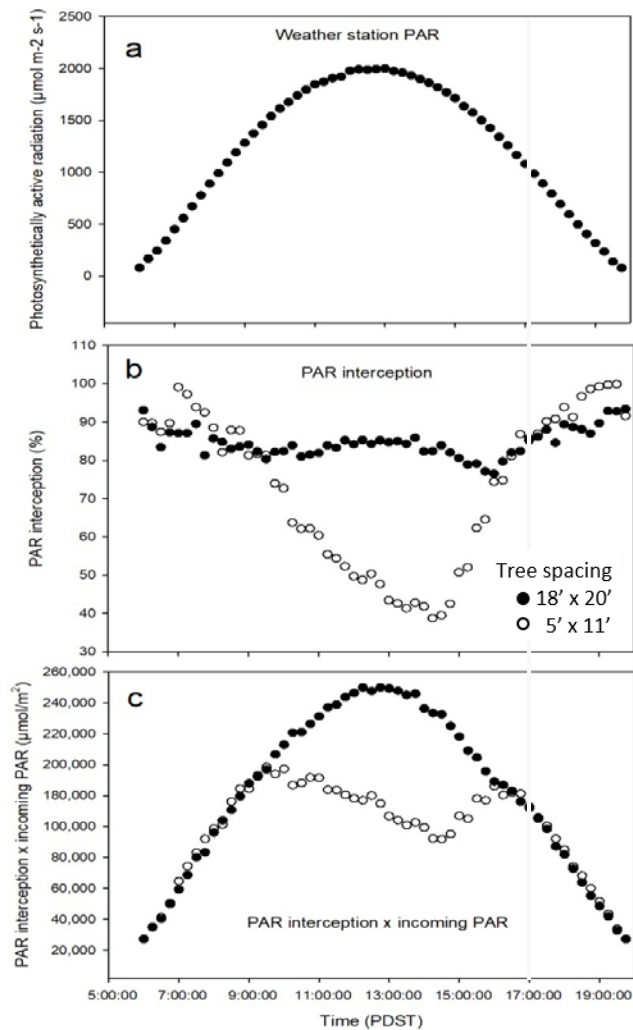 a
Weather station PAR
Photosynthetically active radiation (µmol m-2 s-1)
2500
2000
1500
1000
500
0
b
PAR interception
PAR interception (%)
110
100
90
80
70
60
50
40
30
Tree spacing
18’ x 20’
5’ x 11’
c
PAR interception x incoming PAR (µmol/m²)
260,000
240,000
220,000
200,000
180,000
160,000
140,000
120,000
100,000
80,000
60,000
40,000
20,000
PAR interception x incoming PAR
5:00:00 7:00:00 9:00:00 11:00:00 13:00:00 15:00:00 17:00:00 19:00:00
Time (PDST)